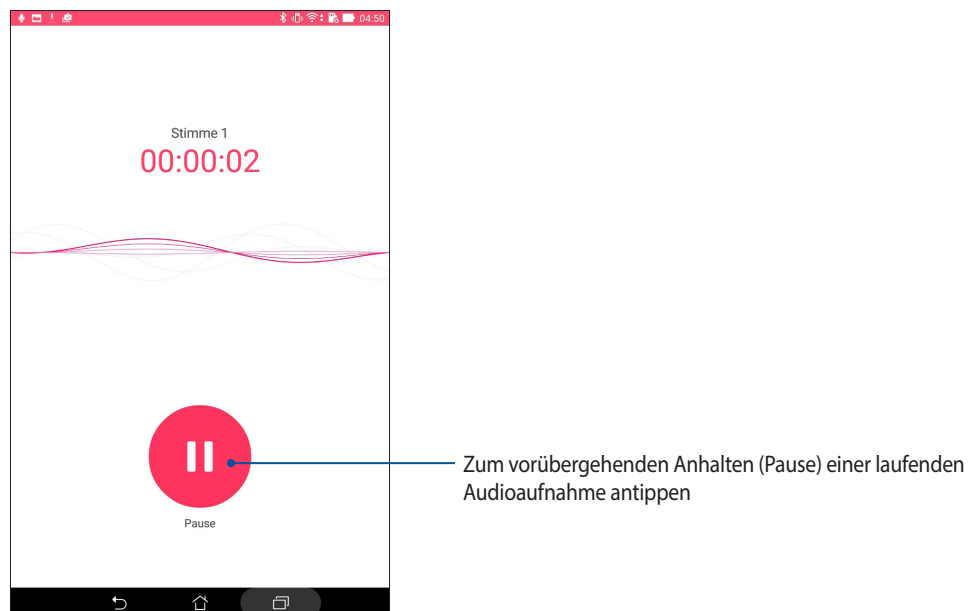 04:50
Stimme 1
00:00:02
Zum vorübergehenden Anhalten (Pause) einer laufenden
Audioaufnahme antippen
Pause